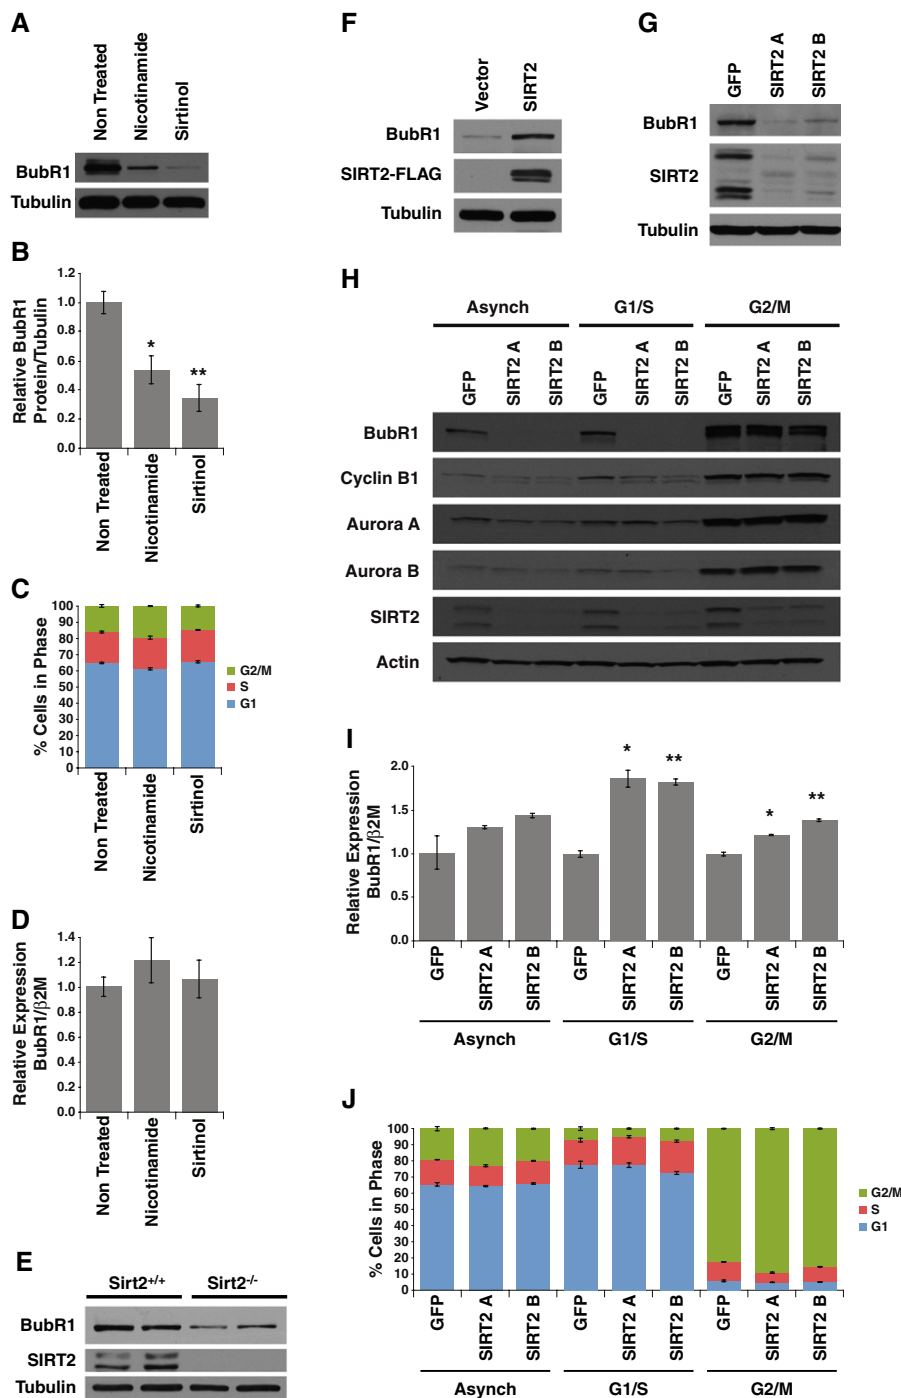 A
Non Treated
Nicotinamide
Sirtinol
BubR1
Tubulin
B
Relative BubR1
Protein/Tubulin
1.2
1.0
0.8
0.6
0.4
0.2
0.0
*
**
Non Treated
Nicotinamide
Sirtinol
C
% Cells in Phase
100
90
80
70
60
50
40
30
20
10
0
G2/M
S
G1
Non Treated
Nicotinamide
Sirtinol
D
Relative Expression
BubR1/β2M
1.4
1.2
1.0
0.8
0.6
0.4
0.2
0.0
Non Treated
Nicotinamide
Sirtinol
E
Sirt2+/+ Sirt2-/-
BubR1
SIRT2
Tubulin
F
Vector
SIRT2
BubR1
SIRT2-FLAG
Tubulin
G
GFP
SIRT2 A
SIRT2 B
BubR1
SIRT2
Tubulin
H
Asynch G1/S G2/M
GFP
SIRT2 A
SIRT2 B
GFP
SIRT2 A
SIRT2 B
GFP
SIRT2 A
SIRT2 B
BubR1
Cyclin B1
Aurora A
Aurora B
SIRT2
Actin
I
Relative Expression
BubR1/β2M
2.0
1.5
1.0
0.5
0.0
*
**
*
**
GFP
SIRT2 A
SIRT2 B
GFP
SIRT2 A
SIRT2 B
GFP
SIRT2 A
SIRT2 B
Asynch G1/S G2/M
J
% Cells in Phase
100
90
80
70
60
50
40
30
20
10
0
G2/M
S
G1
GFP
SIRT2 A
SIRT2 B
GFP
SIRT2 A
SIRT2 B
GFP
SIRT2 A
SIRT2 B
Asynch G1/S G2/M